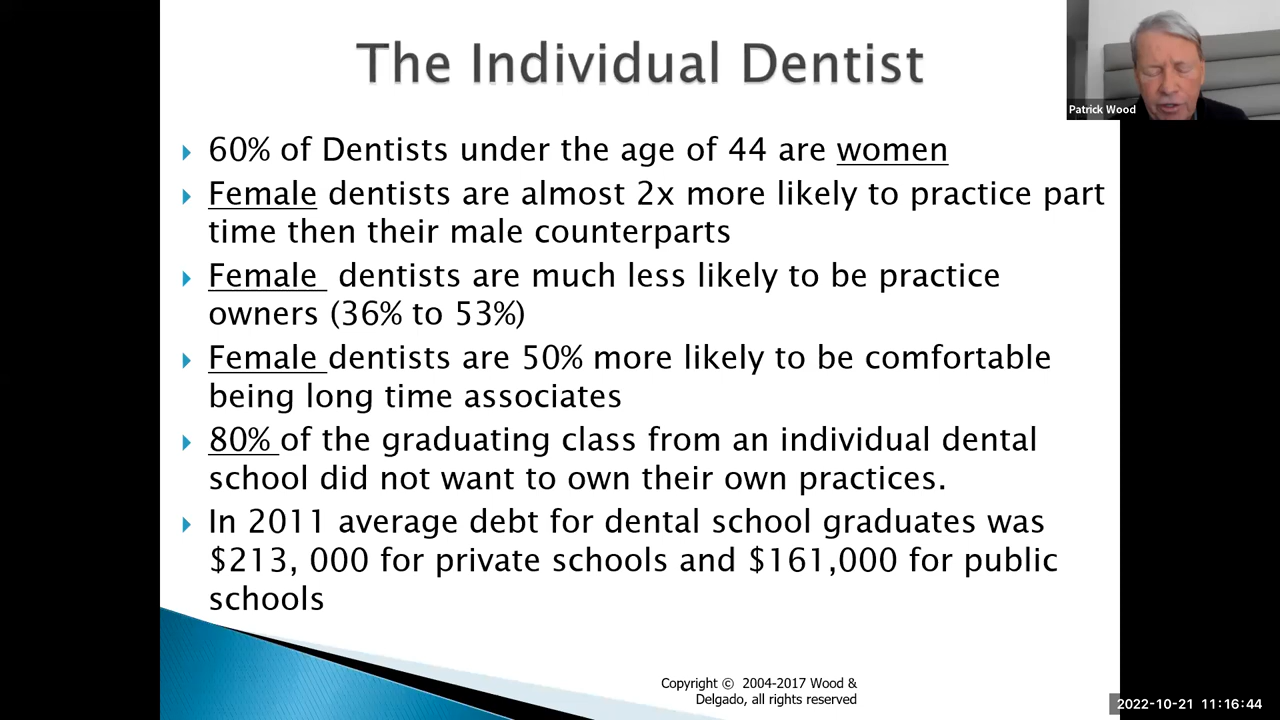 The Individual Dentist
Patrick Wood
60% of Dentists under the age of 44 are women
Female dentists are almost 2x more likely to practice part
time then their male counterparts
Female  dentists are much less likely to be practice
owners (36% to 53%)
Female dentists are 50% more likely to be comfortable
being long time associates
80% of the graduating class from an individual dental
school did not want to own their own practices.
In 2011 average debt for dental school graduates was
$213, 000 for private schools and $161,000 for public
schools
Copyright ©  2004-2017 Wood &
Delgado, all rights reserved
2022-10-21  11:16:44